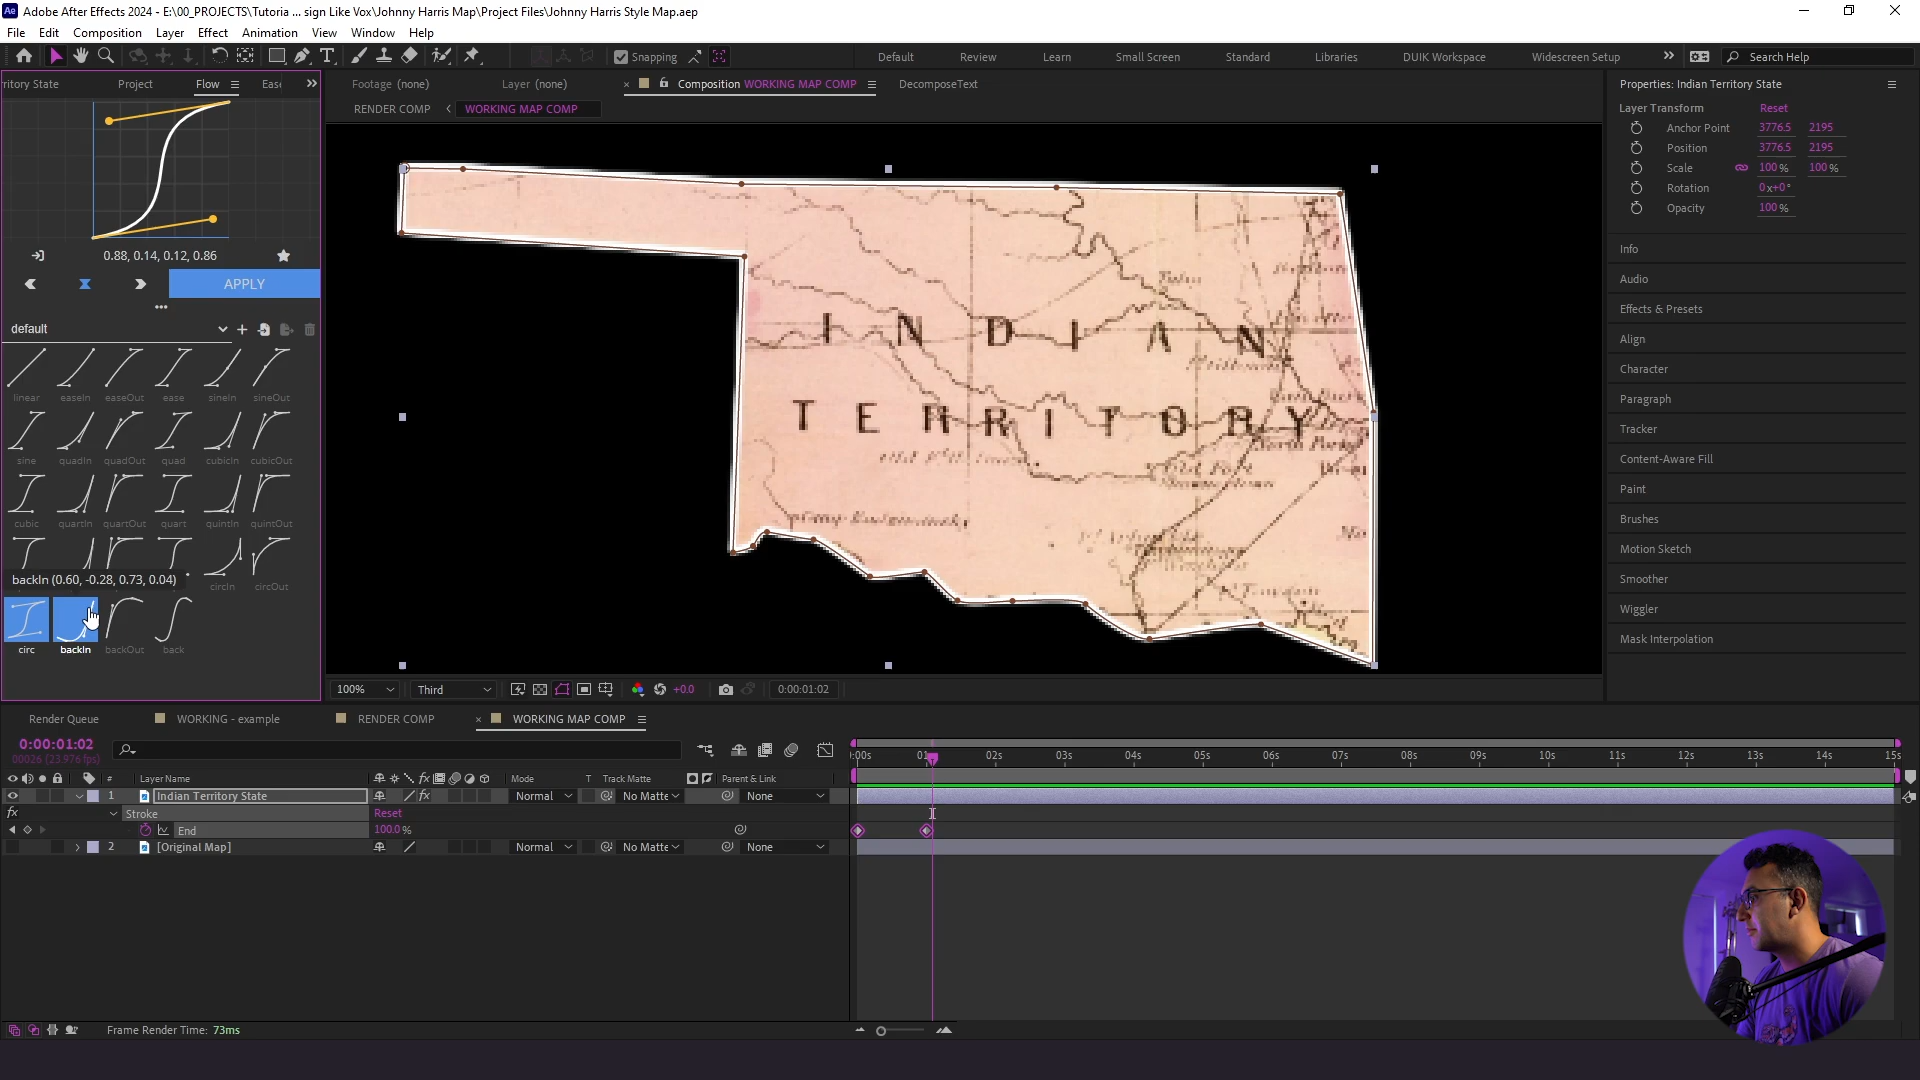 Adobe After Effects 2024 - E:\00_PROJECTS\Tutoria ... sign Like Vox\Johnny Harris Map\Project Files\Johnny Harris Style Map.aep
File Edit Composition Layer Effect Animation View Window Help
Snapping Default Review Learn Small Screen Standard Libraries DUIK Workspace Widescreen Setup Search Help
rritory State Project Flow Ease
Footage (none) Layer (none) Composition WORKING MAP COMP DecomposeText
RENDER COMP < WORKING MAP COMP
0.88, 0.14, 0.12, 0.86
APPLY
default
linear easeIn easeOut ease sineIn sineOut
sine quadIn quadOut quad cubicIn cubicOut
cubic quartIn quartOut quart quintIn quintOut
circIn circOut
backIn (0.60, -0.28, 0.73, 0.04)
circ backIn backOut back
INDIAN
TERRITORY
100% Third +0.0 0:00:01:02
Properties: Indian Territory State
Layer Transform Reset
Anchor Point 3776.5 2195
Position 3776.5 2195
Scale 100 % 100 %
Rotation 0x+0°
Opacity 100 %
Info
Audio
Effects & Presets
Align
Character
Paragraph
Tracker
Content-Aware Fill
Paint
Brushes
Motion Sketch
Smoother
Wiggler
Mask Interpolation
Render Queue WORKING - example RENDER COMP WORKING MAP COMP
0:00:01:02
00026 (23.976 fps)
:00s 01 02s 03s 04s 05s 06s 07s 08s 09s 10s 11s 12s 13s 14s 15s
# Layer Name Mode T Track Matte Parent & Link
1 Indian Territory State Normal No Matte None
fx Stroke Reset
End 100.0 %
2 [Original Map] Normal No Matte None
Frame Render Time: 73ms